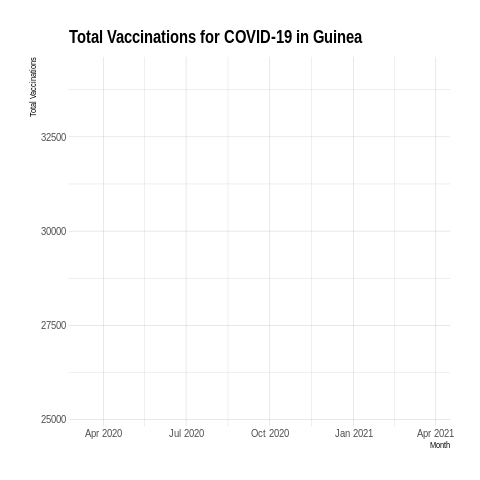 Total Vaccinations for COVID-19 in Guinea
Total Vaccinations
32500
30000
27500
25000
Apr 2020 Jul 2020 Oct 2020 Jan 2021 Apr 2021
Month